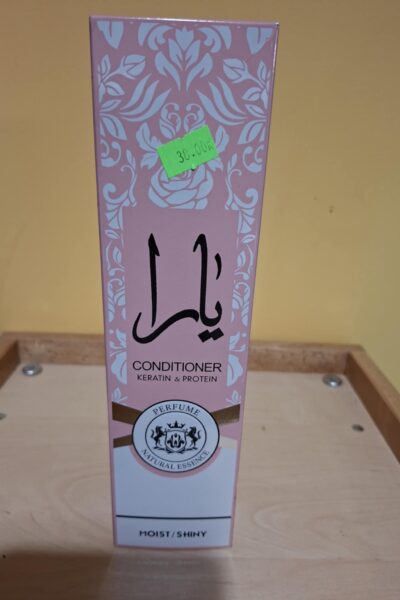 30.00
يارا
CONDITIONER
KERATIN & PROTEIN
PERFUME
NATURAL ESSENCE
MOIST/SHINY